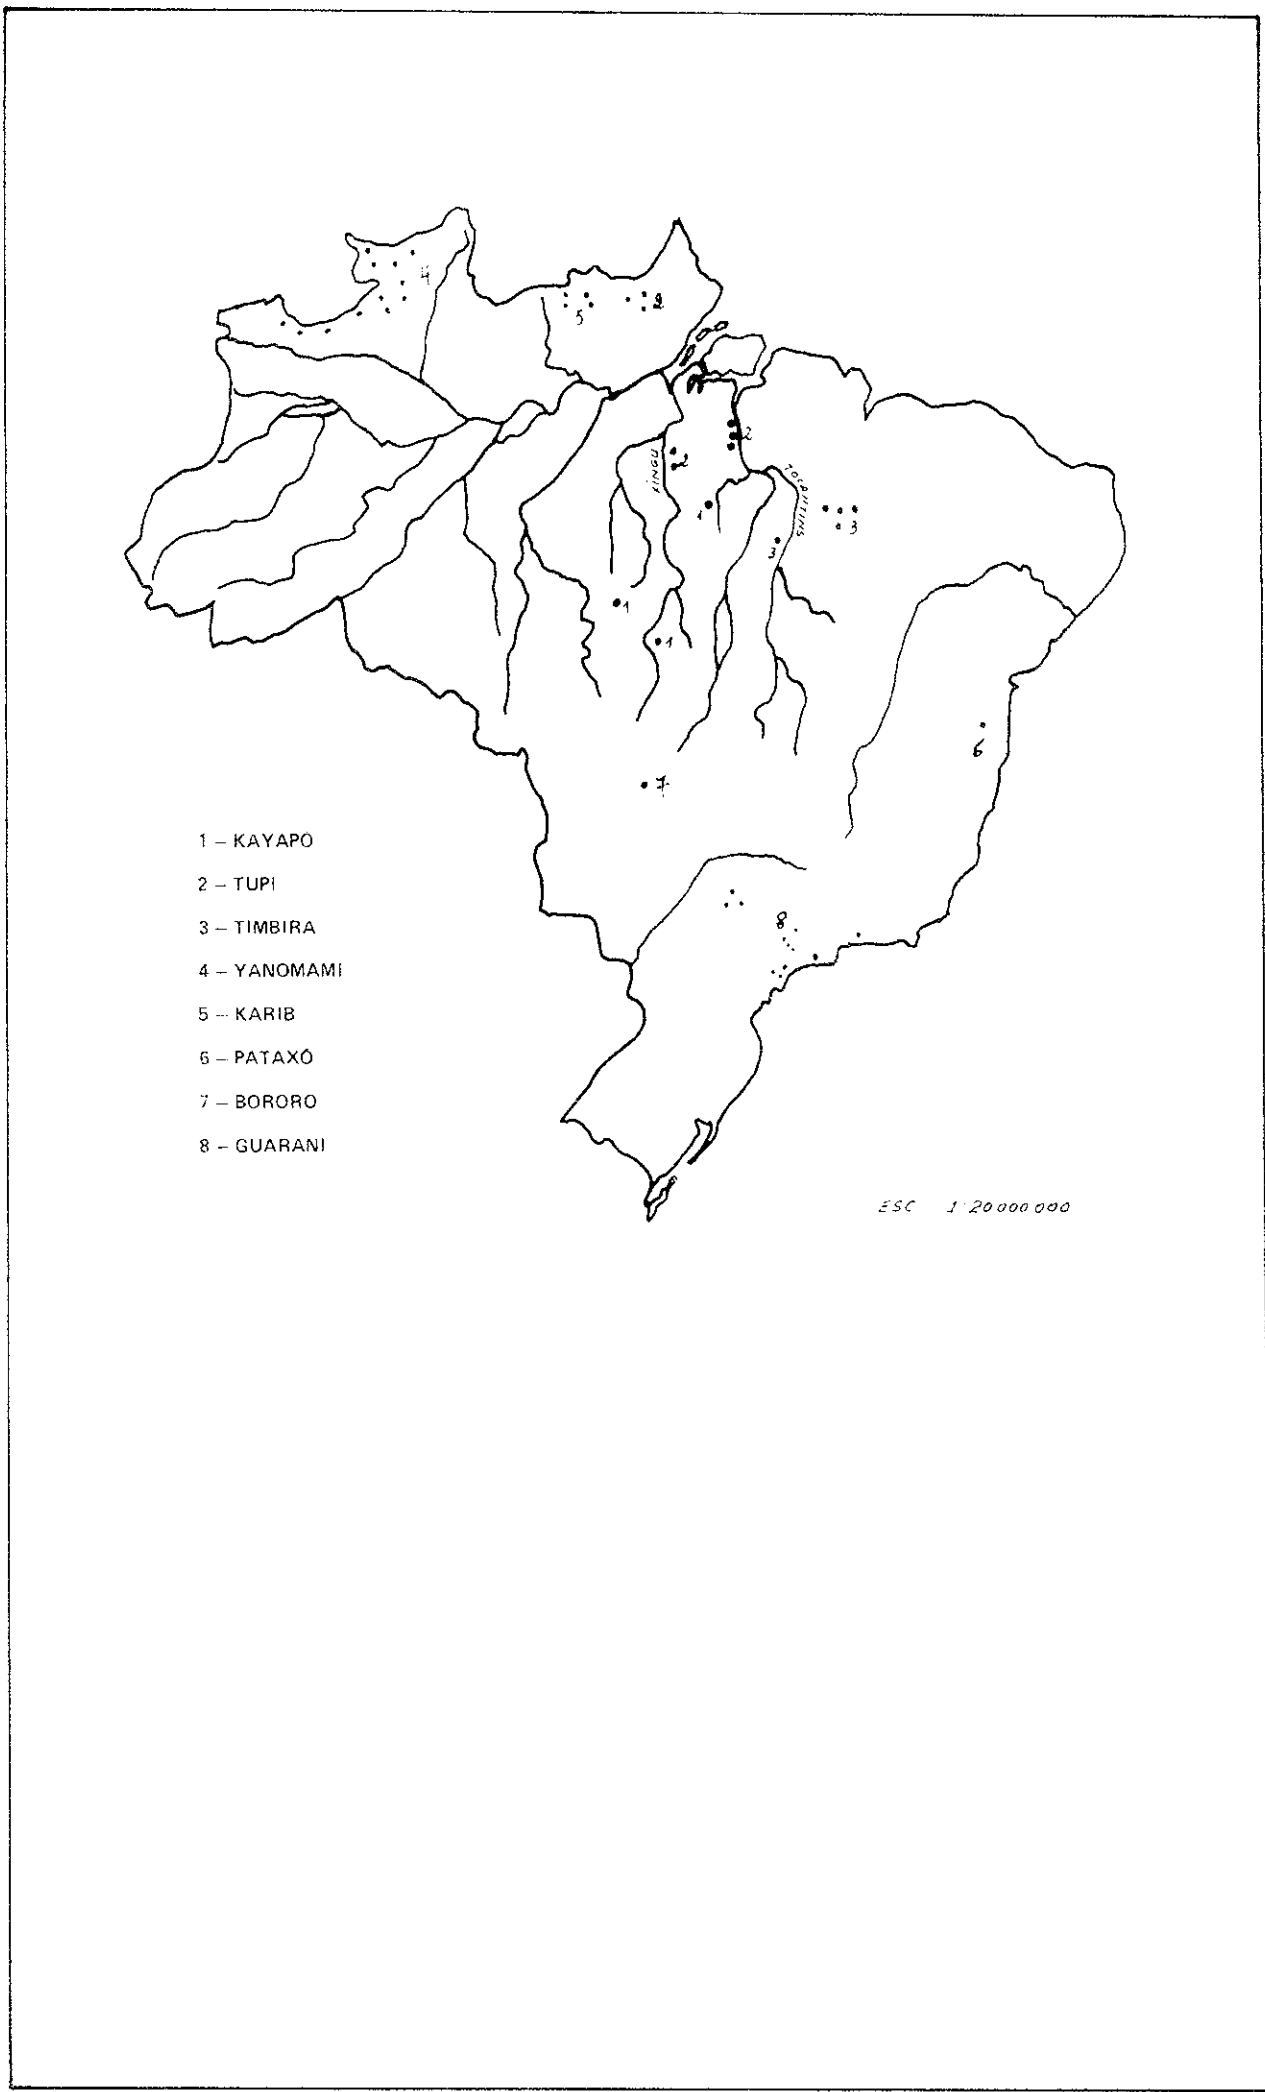 4
5
2
2
2
XINGU
TOCANTINS
1
3
3
1
1
6
7
8
1 – KAYAPO
2 – TUPI
3 – TIMBIRA
4 – YANOMAMI
5 – KARIB
6 – PATAXÓ
7 – BORORO
8 – GUARANI
ESC 1:20 000 000